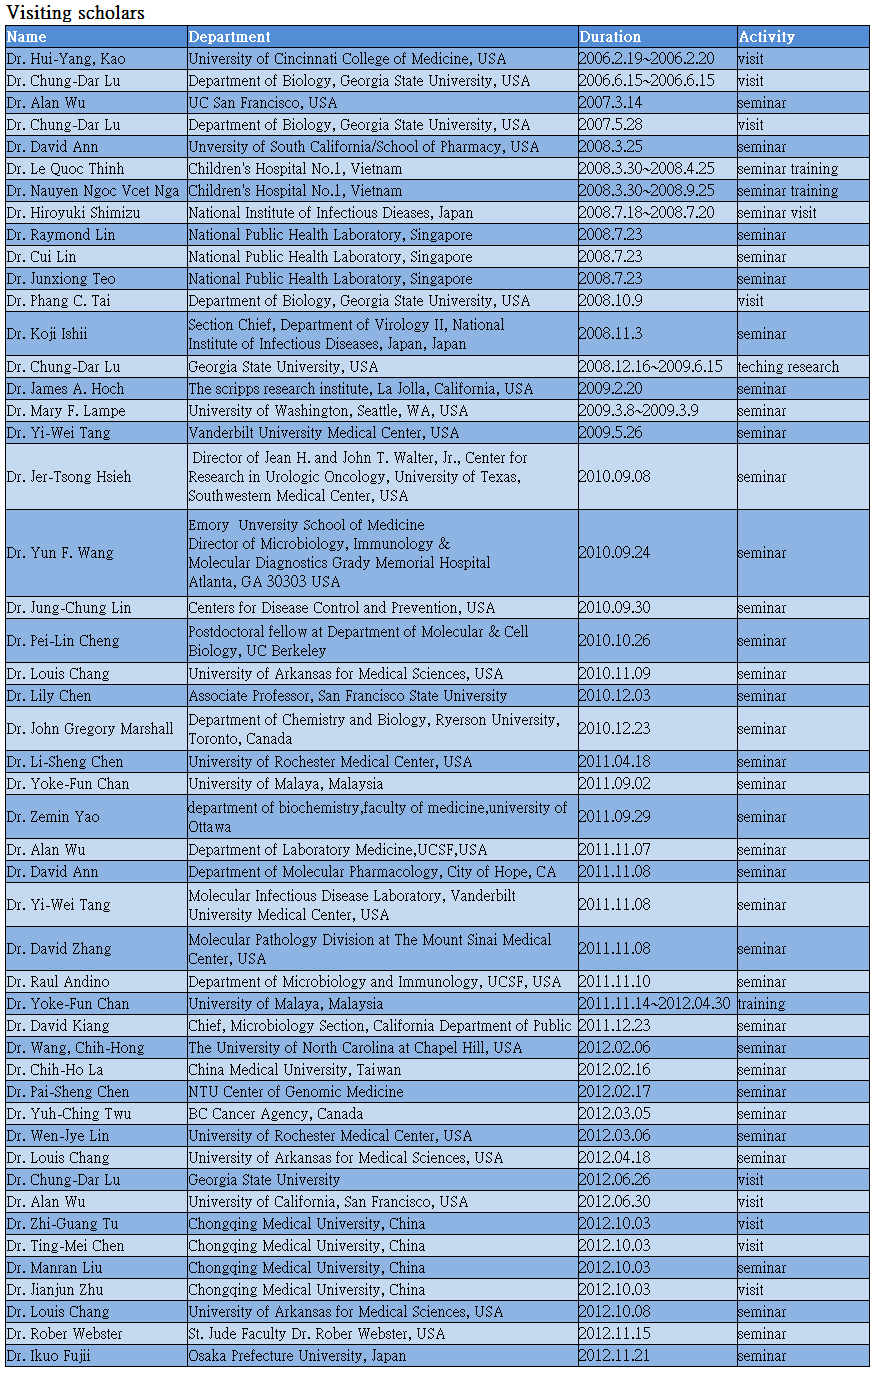 Visiting scholars
Name Department Duration Activity
Dr. Hui-Yang, Kao University of Cincinnati College of Medicine, USA 2006.2.19~2006.2.20 visit
Dr. Chung-Dar Lu Department of Biology, Georgia State University, USA 2006.6.15~2006.6.15 visit
Dr. Alan Wu UC San Francisco, USA 2007.3.14 seminar
Dr. Chung-Dar Lu Department of Biology, Georgia State University, USA 2007.5.28 visit
Dr. David Ann Unversity of South California/School of Pharmacy, USA 2008.3.25 seminar
Dr. Le Quoc Thinh Children's Hospital No.1, Vietnam 2008.3.30~2008.4.25 seminar training
Dr. Nauyen Ngoc Vcet Nga Children's Hospital No.1, Vietnam 2008.3.30~2008.9.25 seminar training
Dr. Hiroyuki Shimizu National Institute of Infectious Dieases, Japan 2008.7.18~2008.7.20 seminar visit
Dr. Raymond Lin National Public Health Laboratory, Singapore 2008.7.23 seminar
Dr. Cui Lin National Public Health Laboratory, Singapore 2008.7.23 seminar
Dr. Junxiong Teo National Public Health Laboratory, Singapore 2008.7.23 seminar
Dr. Phang C. Tai Department of Biology, Georgia State University, USA 2008.10.9 visit
Dr. Koji Ishii Section Chief, Department of Virology II, National
Institute of Infectious Diseases, Japan, Japan 2008.11.3 seminar
Dr. Chung-Dar Lu Georgia State University, USA 2008.12.16~2009.6.15 teching research
Dr. James A. Hoch The scripps research institute, La Jolla, California, USA 2009.2.20 seminar
Dr. Mary F. Lampe University of Washington, Seattle, WA, USA 2009.3.8~2009.3.9 seminar
Dr. Yi-Wei Tang Vanderbilt University Medical Center, USA 2009.5.26 seminar
Dr. Jer-Tsong Hsieh Director of Jean H. and John T. Walter, Jr., Center for
Research in Urologic Oncology, University of Texas,
Southwestern Medical Center, USA 2010.09.08 seminar
Dr. Yun F. Wang Emory Unversity School of Medicine
Director of Microbiology, Immunology &
Molecular Diagnostics Grady Memorial Hospital
Atlanta, GA 30303 USA 2010.09.24 seminar
Dr. Jung-Chung Lin Centers for Disease Control and Prevention, USA 2010.09.30 seminar
Dr. Pei-Lin Cheng Postdoctoral fellow at Department of Molecular & Cell
Biology, UC Berkeley 2010.10.26 seminar
Dr. Louis Chang University of Arkansas for Medical Sciences, USA 2010.11.09 seminar
Dr. Lily Chen Associate Professor, San Francisco State University 2010.12.03 seminar
Dr. John Gregory Marshall Department of Chemistry and Biology, Ryerson University,
Toronto, Canada 2010.12.23 seminar
Dr. Li-Sheng Chen University of Rochester Medical Center, USA 2011.04.18 seminar
Dr. Yoke-Fun Chan University of Malaya, Malaysia 2011.09.02 seminar
Dr. Zemin Yao department of biochemistry,faculty of medicine,university of
Ottawa 2011.09.29 seminar
Dr. Alan Wu Department of Laboratory Medicine,UCSF,USA 2011.11.07 seminar
Dr. David Ann Department of Molecular Pharmacology, City of Hope, CA 2011.11.08 seminar
Dr. Yi-Wei Tang Molecular Infectious Disease Laboratory, Vanderbilt
University Medical Center, USA 2011.11.08 seminar
Dr. David Zhang Molecular Pathology Division at The Mount Sinai Medical
Center, USA 2011.11.08 seminar
Dr. Raul Andino Department of Microbiology and Immunology, UCSF, USA 2011.11.10 seminar
Dr. Yoke-Fun Chan University of Malaya, Malaysia 2011.11.14~2012.04.30 training
Dr. David Kiang Chief, Microbiology Section, California Department of Public 2011.12.23 seminar
Dr. Wang, Chih-Hong The University of North Carolina at Chapel Hill, USA 2012.02.06 seminar
Dr. Chih-Ho La China Medical University, Taiwan 2012.02.16 seminar
Dr. Pai-Sheng Chen NTU Center of Genomic Medicine 2012.02.17 seminar
Dr. Yuh-Ching Twu BC Cancer Agency, Canada 2012.03.05 seminar
Dr. Wen-Jye Lin University of Rochester Medical Center, USA 2012.03.06 seminar
Dr. Louis Chang University of Arkansas for Medical Sciences, USA 2012.04.18 seminar
Dr. Chung-Dar Lu Georgia State University 2012.06.26 visit
Dr. Alan Wu University of California, San Francisco, USA 2012.06.30 visit
Dr. Zhi-Guang Tu Chongqing Medical University, China 2012.10.03 visit
Dr. Ting-Mei Chen Chongqing Medical University, China 2012.10.03 visit
Dr. Manran Liu Chongqing Medical University, China 2012.10.03 seminar
Dr. Jianjun Zhu Chongqing Medical University, China 2012.10.03 visit
Dr. Louis Chang University of Arkansas for Medical Sciences, USA 2012.10.08 seminar
Dr. Rober Webster St. Jude Faculty Dr. Rober Webster, USA 2012.11.15 seminar
Dr. Ikuo Fujii Osaka Prefecture University, Japan 2012.11.21 seminar